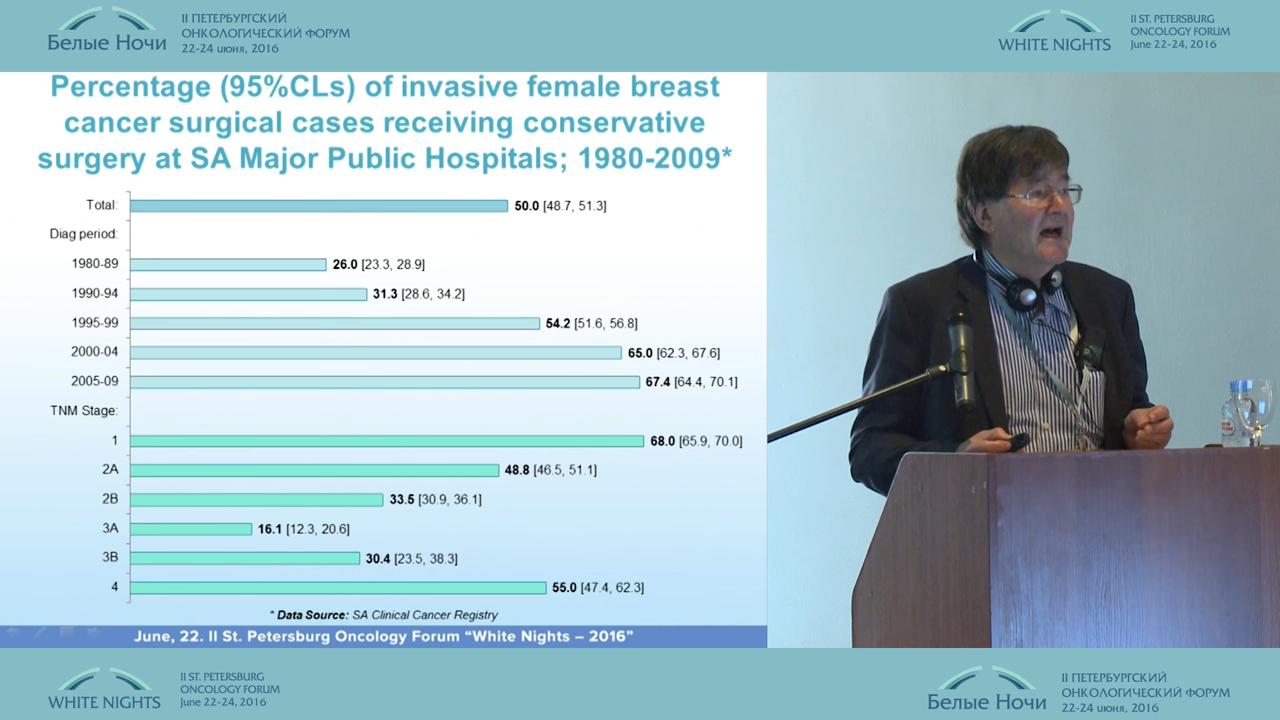 II ПЕТЕРБУРГСКИЙ
ОНКОЛОГИЧЕСКИЙ ФОРУМ
Белые Ночи
22-24 июня, 2016
WHITE NIGHTS
II ST. PETERSBURG
ONCOLOGY FORUM
June 22-24, 2016
Percentage (95%CLs) of invasive female breast
cancer surgical cases receiving conservative
surgery at SA Major Public Hospitals; 1980-2009*
Total: 50.0 [48.7, 51.3]
Diag period:
1980-89 26.0 [23.3, 28.9]
1990-94 31.3 [28.6, 34.2]
1995-99 54.2 [51.6, 56.8]
2000-04 65.0 [62.3, 67.6]
2005-09 67.4 [64.4, 70.1]
TNM Stage:
1 68.0 [65.9, 70.0]
2A 48.8 [46.5, 51.1]
2B 33.5 [30.9, 36.1]
3A 16.1 [12.3, 20.6]
3B 30.4 [23.5, 38.3]
4 55.0 [47.4, 62.3]
* Data Source: SA Clinical Cancer Registry
June, 22. II St. Petersburg Oncology Forum “White Nights – 2016”
WHITE NIGHTS
II ST. PETERSBURG
ONCOLOGY FORUM
June 22-24, 2016
Белые Ночи
II ПЕТЕРБУРГСКИЙ
ОНКОЛОГИЧЕСКИЙ ФОРУМ
22-24 июня, 2016